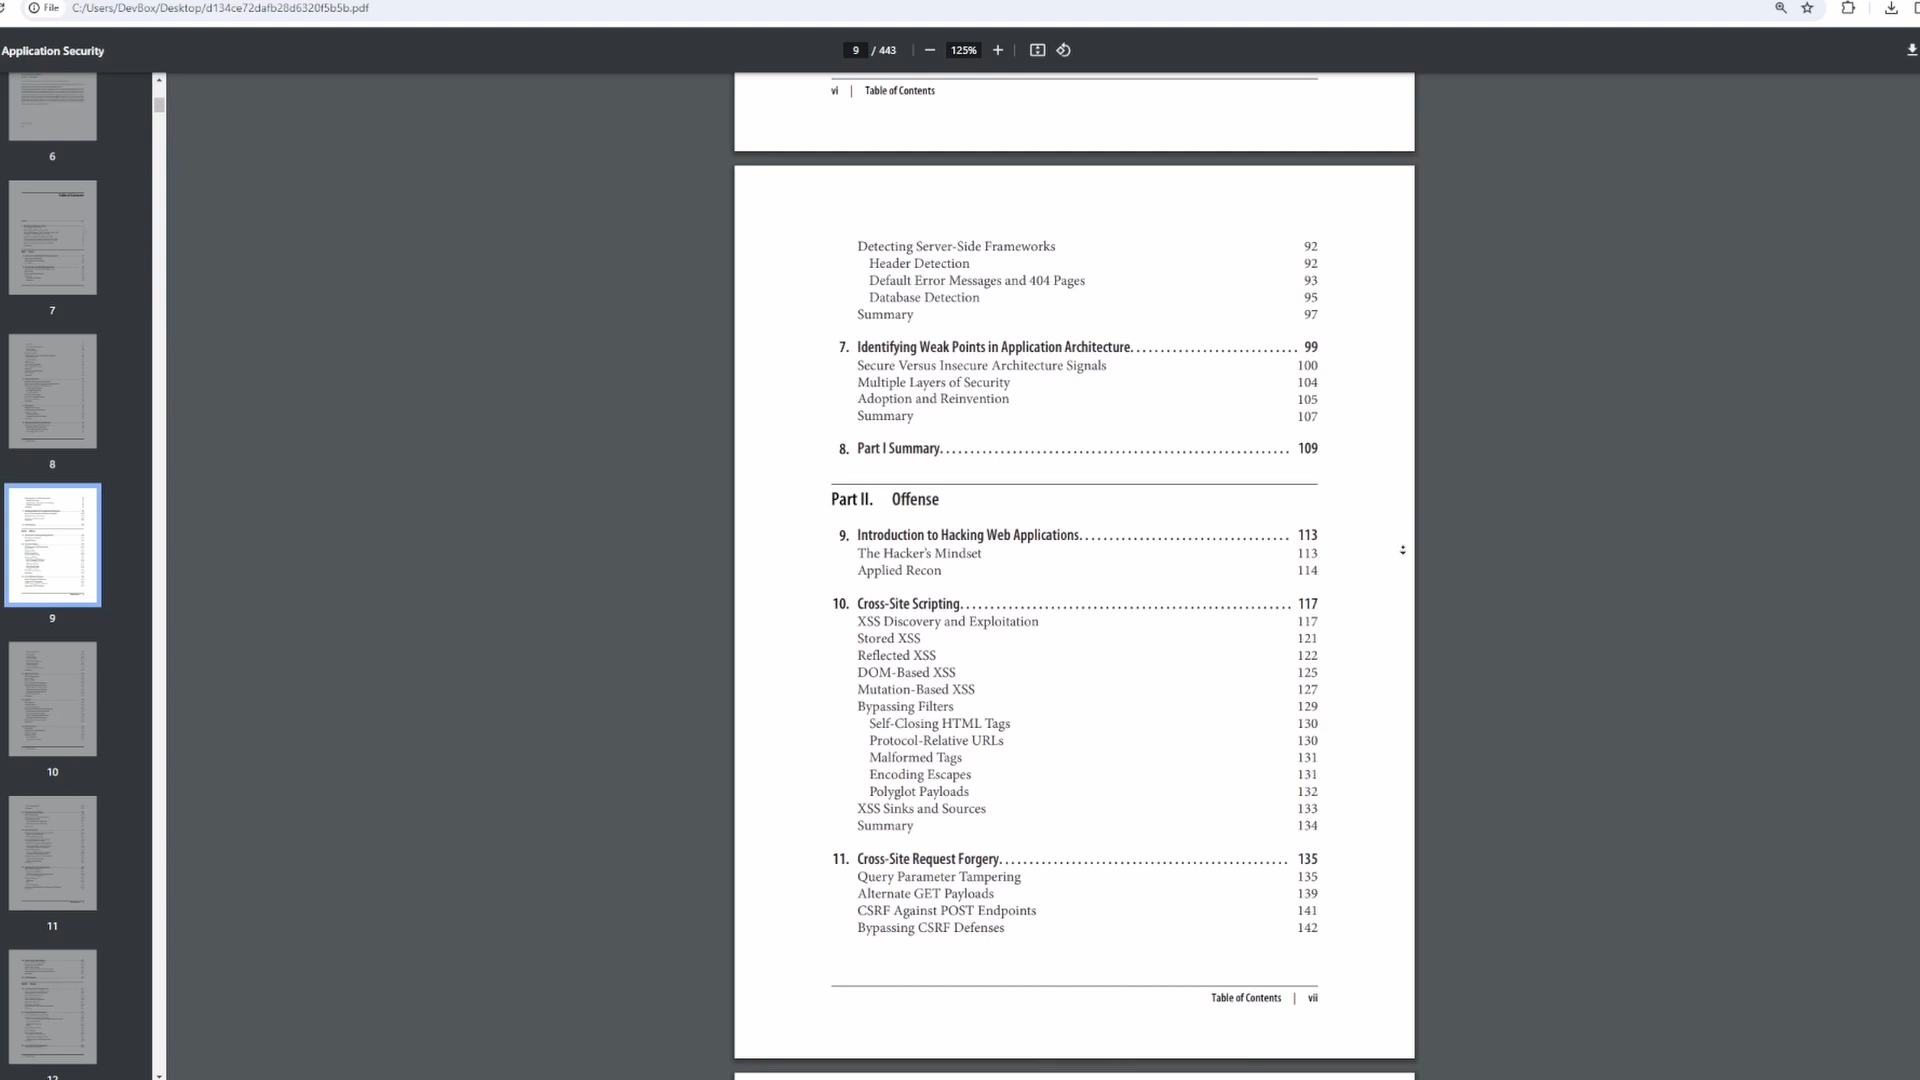 File C:/Users/DevBox/Desktop/d134ce72dafb28d6320f5b5b.pdf
Application Security
9 / 443
125%
6
7
8
9
10
11
vi | Table of Contents
Detecting Server-Side Frameworks 92
Header Detection 92
Default Error Messages and 404 Pages 93
Database Detection 95
Summary 97
7. Identifying Weak Points in Application Architecture. 99
Secure Versus Insecure Architecture Signals 100
Multiple Layers of Security 104
Adoption and Reinvention 105
Summary 107
8. Part I Summary. 109
Part II. Offense
9. Introduction to Hacking Web Applications. 113
The Hacker's Mindset 113
Applied Recon 114
10. Cross-Site Scripting. 117
XSS Discovery and Exploitation 117
Stored XSS 121
Reflected XSS 122
DOM-Based XSS 125
Mutation-Based XSS 127
Bypassing Filters 129
Self-Closing HTML Tags 130
Protocol-Relative URLs 130
Malformed Tags 131
Encoding Escapes 131
Polyglot Payloads 132
XSS Sinks and Sources 133
Summary 134
11. Cross-Site Request Forgery. 135
Query Parameter Tampering 135
Alternate GET Payloads 139
CSRF Against POST Endpoints 141
Bypassing CSRF Defenses 142
Table of Contents | vii